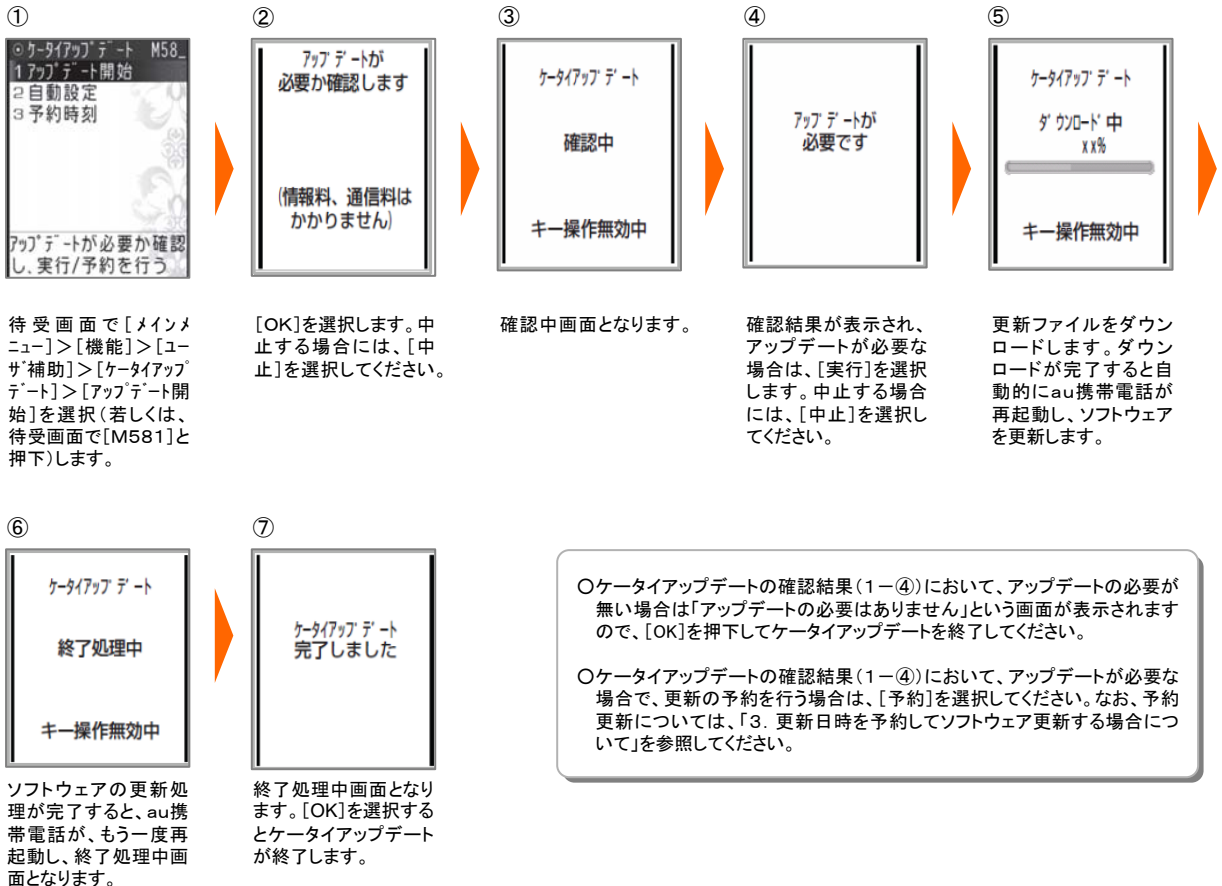 ①
⊙ケータイアップデート M58_
1 アップデート開始
2 自動設定
3 予約時刻
アップデートが必要か確認
し、実行/予約を行う
待受画面で[メインメ
ニュー]＞[機能]＞[ユー
ザ補助]＞[ケータイアップ
デート]＞[アップデート開
始]を選択(若しくは、
待受画面で[M581]と
押下)します。
②
アップデートが
必要か確認します
(情報料、通信料は
かかりません)
[OK]を選択します。中
止する場合には、[中
止]を選択してください。
③
ケータイアップデート
確認中
キー操作無効中
確認中画面となります。
④
アップデートが
必要です
確認結果が表示され、
アップデートが必要な
場合は、[実行]を選択
します。中止する場合
には、[中止]を選択し
てください。
⑤
ケータイアップデート
ダウンロード中
xx%
キー操作無効中
更新ファイルをダウン
ロードします。ダウン
ロードが完了すると自
動的にau携帯電話が
再起動し、ソフトウェア
を更新します。
⑥
ケータイアップデート
終了処理中
キー操作無効中
ソフトウェアの更新処
理が完了すると、au携
帯電話が、もう一度再
起動し、終了処理中画
面となります。
⑦
ケータイアップデート
完了しました
終了処理中画面となり
ます。[OK]を選択する
とケータイアップデート
が終了します。
○ケータイアップデートの確認結果(1－④)において、アップデートの必要が
無い場合は「アップデートの必要はありません」という画面が表示されます
ので、[OK]を押下してケータイアップデートを終了してください。
○ケータイアップデートの確認結果(1－④)において、アップデートが必要な
場合で、更新の予約を行う場合は、[予約]を選択してください。なお、予約
更新については、「3．更新日時を予約してソフトウェア更新する場合につ
いて」を参照してください。